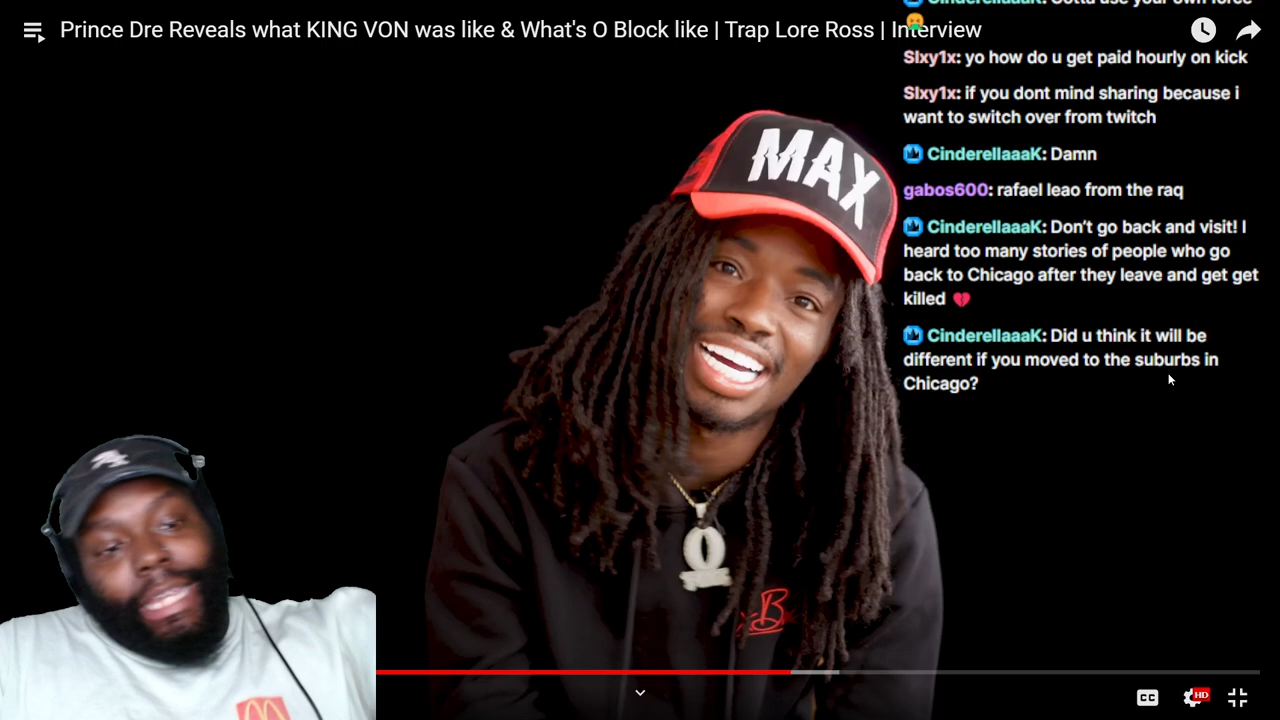 Prince Dre Reveals what KING VON was like & What's O Block like | Trap Lore Ross | Interview
Slxy1x: yo how do u get paid hourly on kick
Slxy1x: if you dont mind sharing because i
want to switch over from twitch
CinderellaaaK: Damn
gabos600: rafael leao from the raq
CinderellaaaK: Don't go back and visit! I
heard too many stories of people who go
back to Chicago after they leave and get get
killed 💔
CinderellaaaK: Did u think it will be
different if you moved to the suburbs in
Chicago?
MAX
B
CC
HD